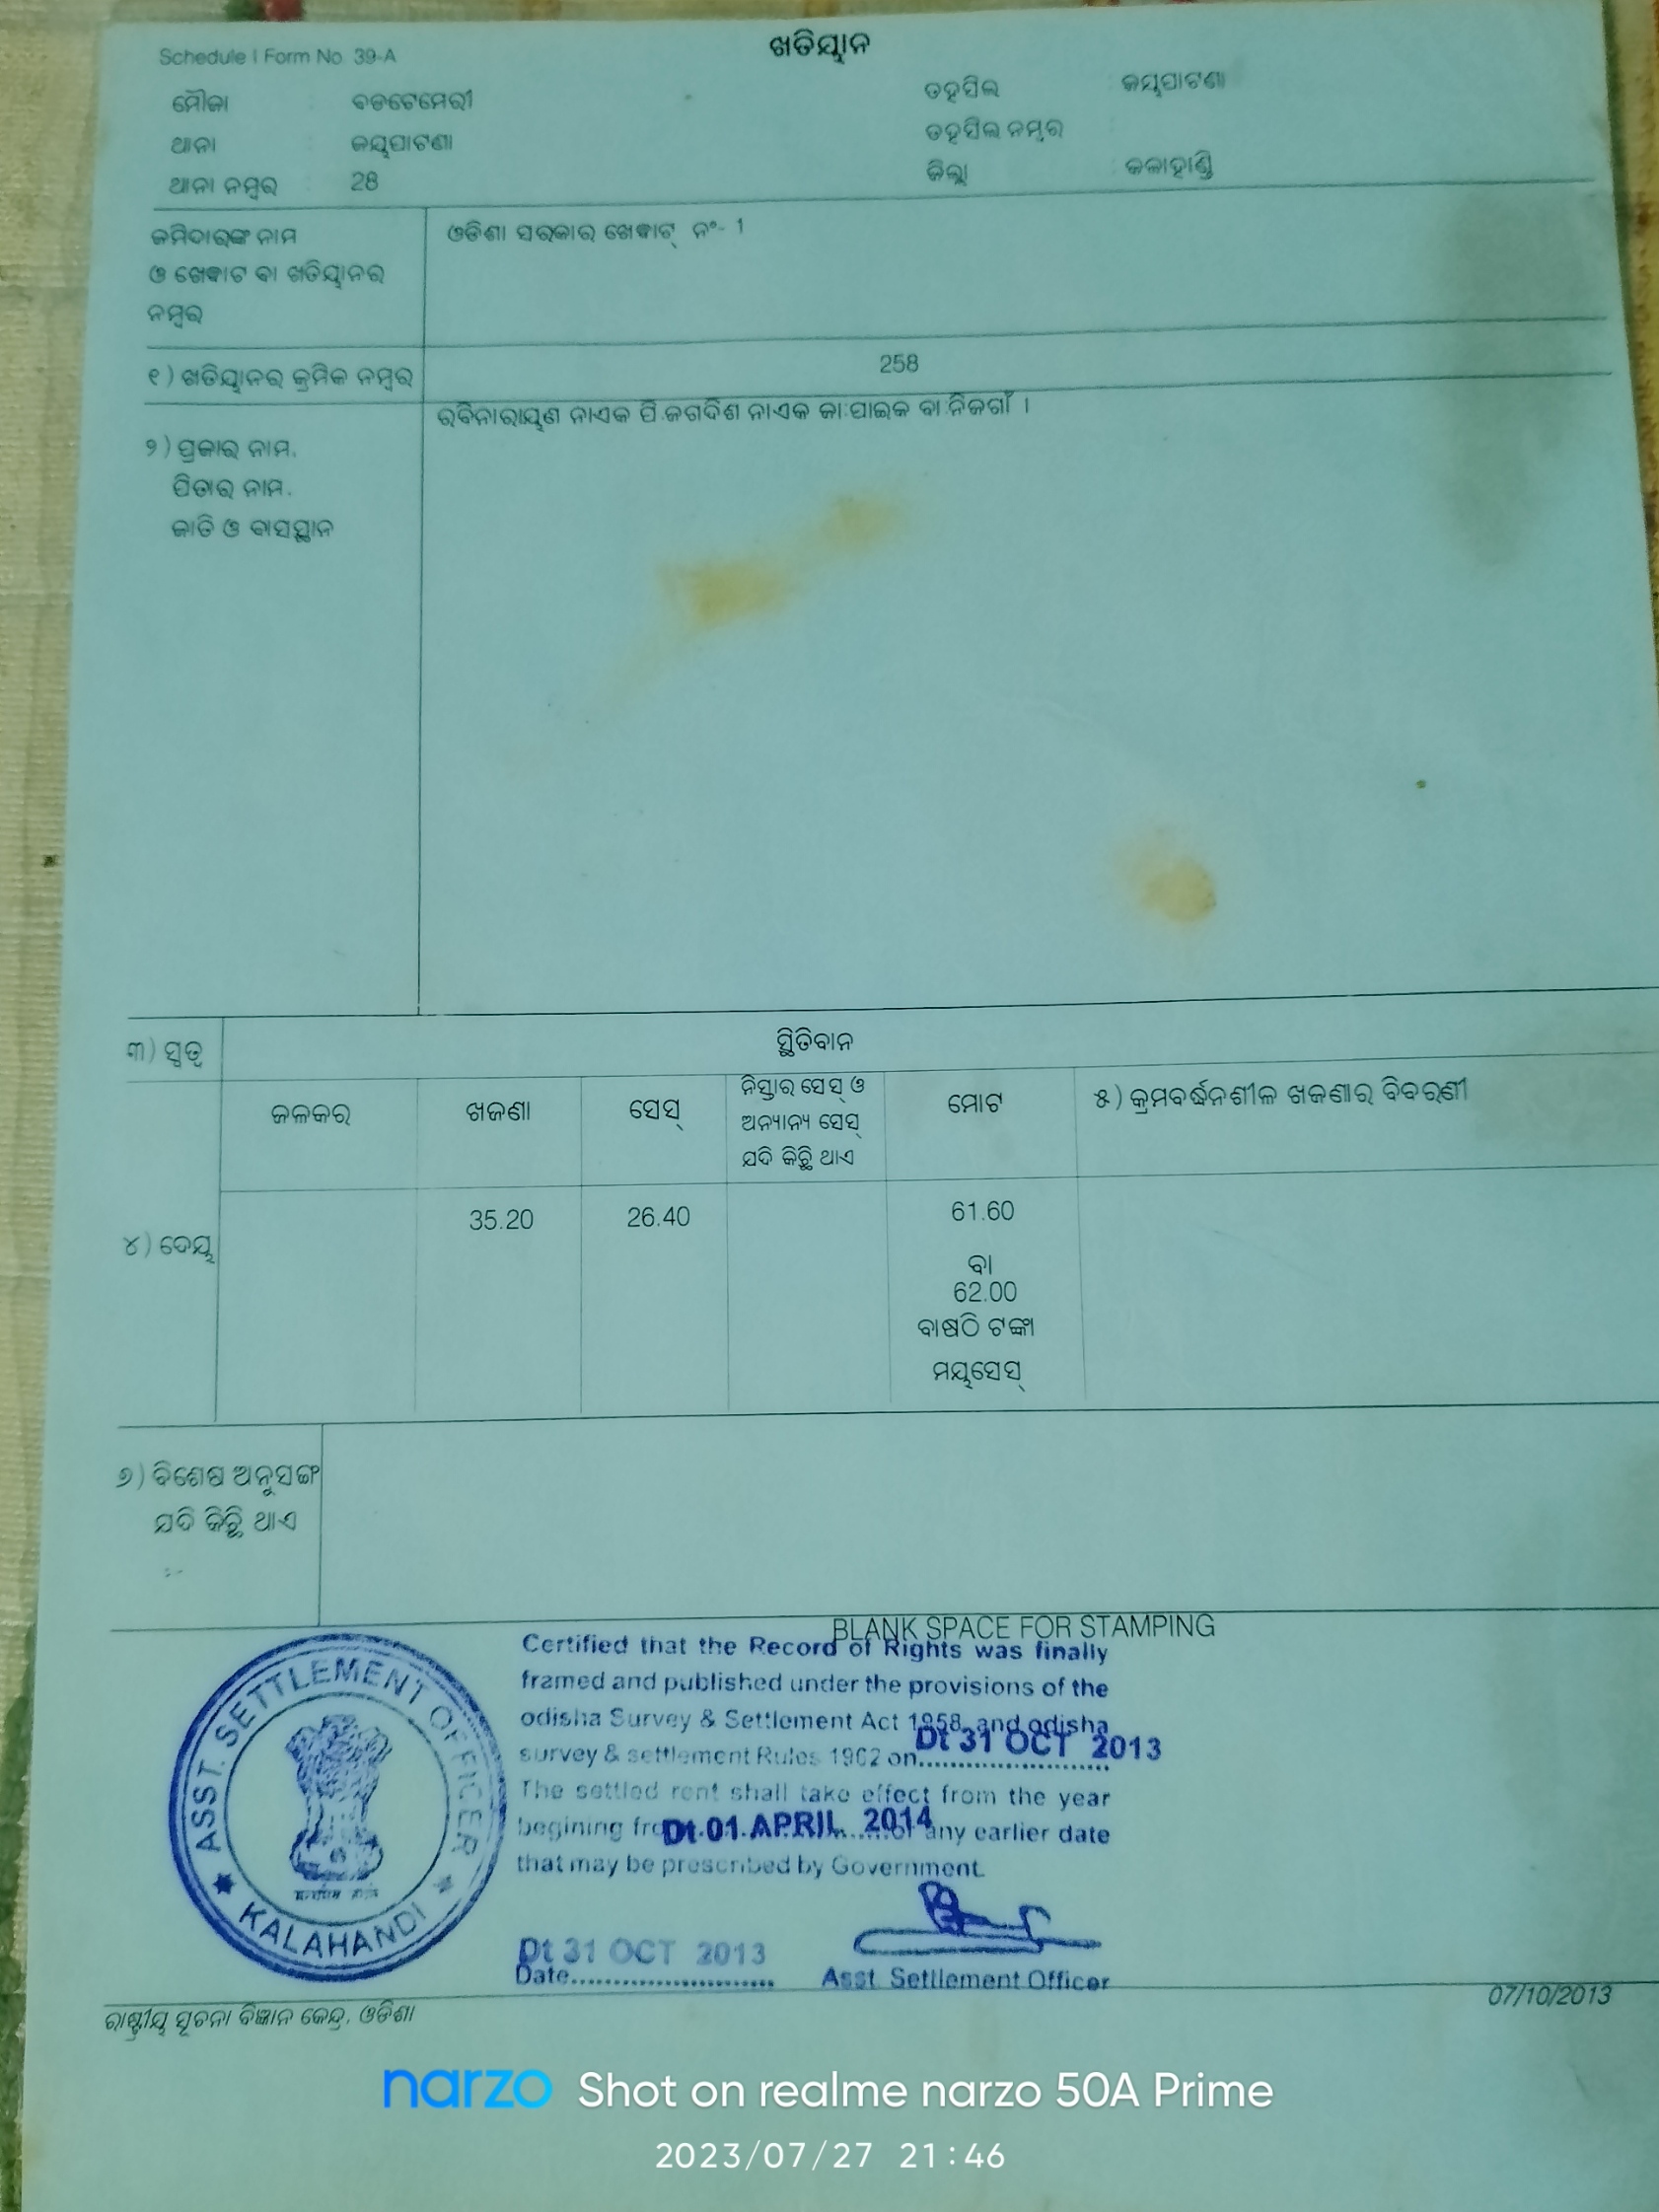 Schedule I Form No. 39-A
ଖତିୟାନ
ମୌଜା : ବଡଟେମେରୀ
ତହସିଲ : ଜୟପାଟଣା
ଥାନା : ଜୟପାଟଣା
ତହସିଲ ନମ୍ବର
ଥାନା ନମ୍ବର : 28
ଜିଲ୍ଲା : କଳାହାଣ୍ଡି
ଜମିଦାରଙ୍କ ନାମ
ଓ ଖେୱାଟ ବା ଖତିୟାନର
ନମ୍ବର
ଓଡିଶା ସରକାର ଖେୱାଟ୍ ନଂ- 1
୧) ଖତିୟାନର କ୍ରମିକ ନମ୍ବର
258
୨) ପ୍ରଜାର ନାମ,
ପିତାର ନାମ,
ଜାତି ଓ ବାସସ୍ଥାନ
ରବିନାରାୟଣ ନାଏକ ପି:ଜଗଦିଶ ନାଏକ ଜା:ପାଇକ ବା:ନିଜଗାଁ ।
୩) ସ୍ବତ୍ବ
ସ୍ଥିତିବାନ
ଜଳକର
ଖଜଣା
ସେସ୍
ନିସ୍ତାର ସେସ୍ ଓ
ଅନ୍ୟାନ୍ୟ ସେସ୍
ଯଦି କିଛି ଥାଏ
ମୋଟ
୫) କ୍ରମବର୍ଦ୍ଧନଶୀଳ ଖଜଣାର ବିବରଣୀ
୪) ଦେୟ
35.20
26.40
61.60
ବା
62.00
ବାଷଠି ଟଙ୍କା
ମୟସେସ୍
୬) ବିଶେଷ ଅନୁସଙ୍ଗ
ଯଦି କିଛି ଥାଏ
:-
BLANK SPACE FOR STAMPING
Certified that the Record of Rights was finally
framed and published under the provisions of the
odisha Survey & Settlement Act 1958 and odisha
survey & settlement Rules 1962 on Dt 31 OCT 2013
The settled rent shall take effect from the year
begining from Dt.01 APRIL 2014 or any earlier date
that may be prescribed by Government.
ASST. SETTLEMENT OFFICER
KALAHANDI
Dt 31 OCT 2013
Date........................
Asst. Settlement Officer
07/10/2013
ରାଷ୍ଟ୍ରୀୟ ସୂଚନା ବିଜ୍ଞାନ କେନ୍ଦ୍ର, ଓଡିଶା
narzo Shot on realme narzo 50A Prime
2023/07/27 21:46